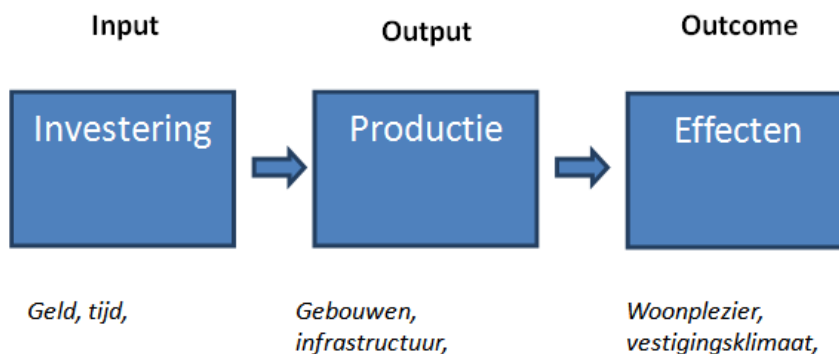 Input
Output
Outcome
Investering
Productie
Effecten
Geld, tijd,
Gebouwen,
infrastructuur,
Woonplezier,
vestigingsklimaat,